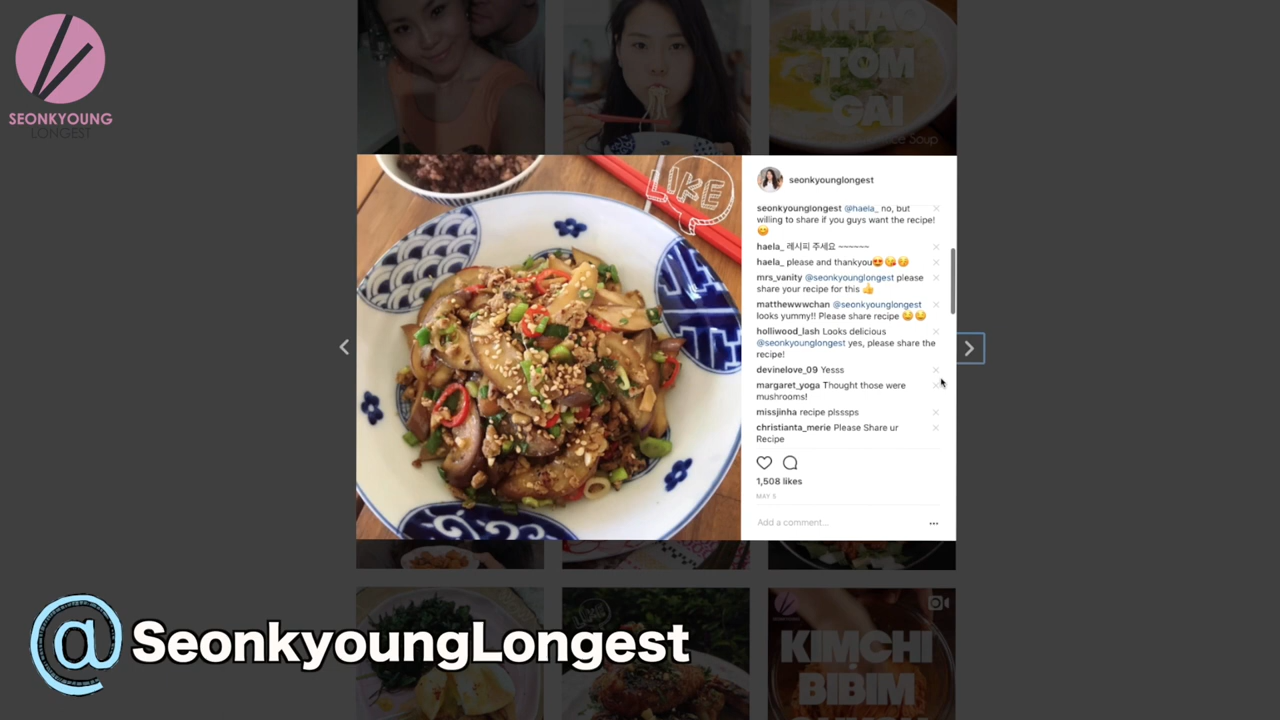 SEONKYOUNG
LONGEST
KHAO
TOM
GAI
Soup
LIKE
seonkyounglongest
seonkyounglongest @haela_ no, but
willing to share if you guys want the recipe!
haela_ 레시피 주세요 ~~~~~~
haela_ please and thankyou😍😘😚
mrs_vanity @seonkyounglongest please
share your recipe for this 👍
matthewwwchan @seonkyounglongest
looks yummy!! Please share recipe 😊😊
holliwood_lash Looks delicious
@seonkyounglongest yes, please share the
recipe!
devinelove_09 Yesss
margaret_yoga Thought those were
mushrooms!
missjinha recipe plsssps
christianta_merie Please Share ur
Recipe
1,508 likes
MAY 5
Add a comment...
@SeonkyoungLongest
KIMCHI
BIBIM